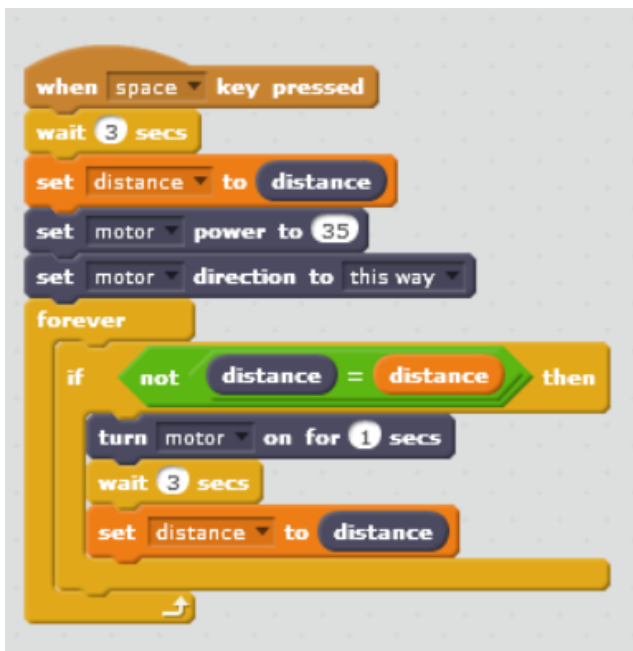 when space key pressed
wait 3 secs
set distance to distance
set motor power to 35
set motor direction to this way
forever
if not distance = distance then
turn motor on for 1 secs
wait 3 secs
set distance to distance